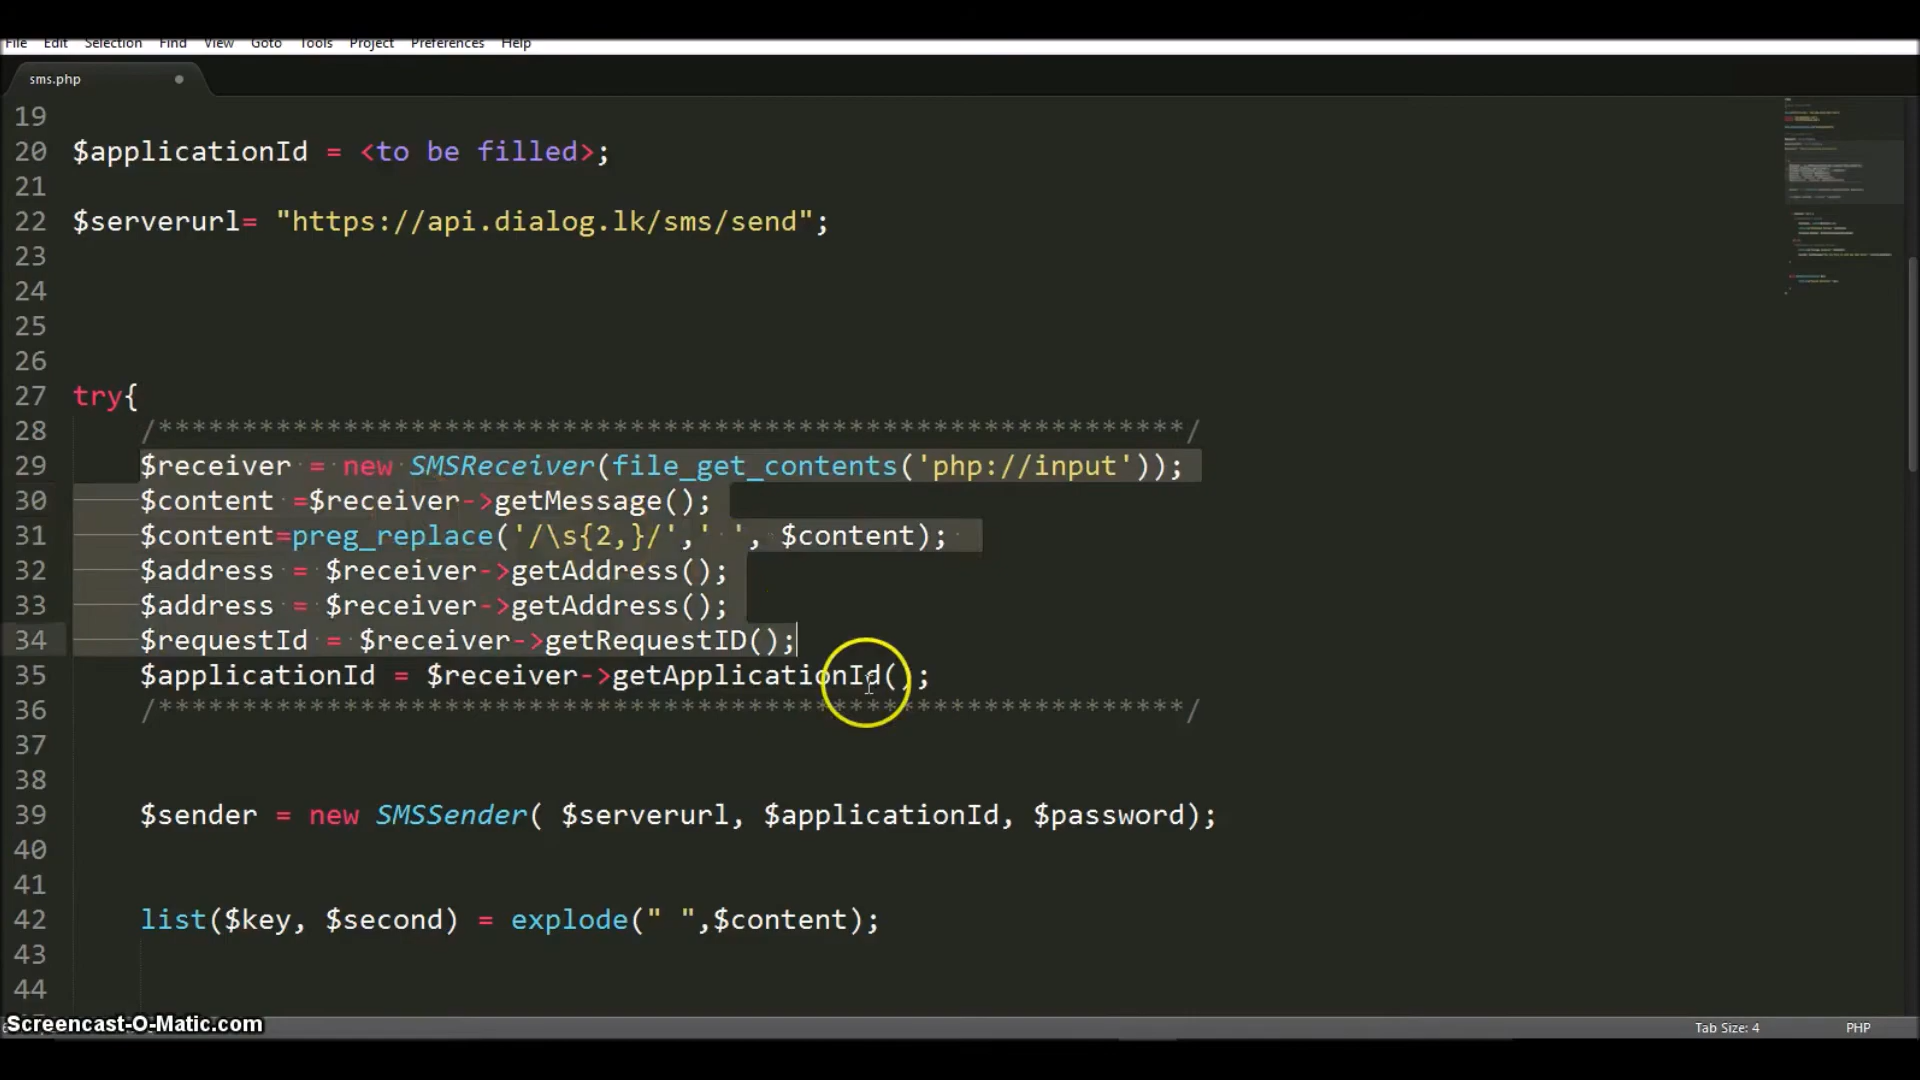 File Edit Selection Find View Goto Tools Project Preferences Help
sms.php
19
20 $applicationId = <to be filled>;
21
22 $serverurl= "https://api.dialog.lk/sms/send";
23
24
25
26
27 try{
28 /*************************************************************/
29 $receiver = new SMSReceiver(file_get_contents('php://input'));
30 $content =$receiver->getMessage();
31 $content=preg_replace('/\s{2,}/',' ', $content);
32 $address = $receiver->getAddress();
33 $address = $receiver->getAddress();
34 $requestId = $receiver->getRequestID();
35 $applicationId = $receiver->getApplicationId();
36 /*************************************************************/
37
38
39 $sender = new SMSSender( $serverurl, $applicationId, $password);
40
41
42 list($key, $second) = explode(" ",$content);
43
44
Screencast-O-Matic.com
Tab Size: 4 PHP